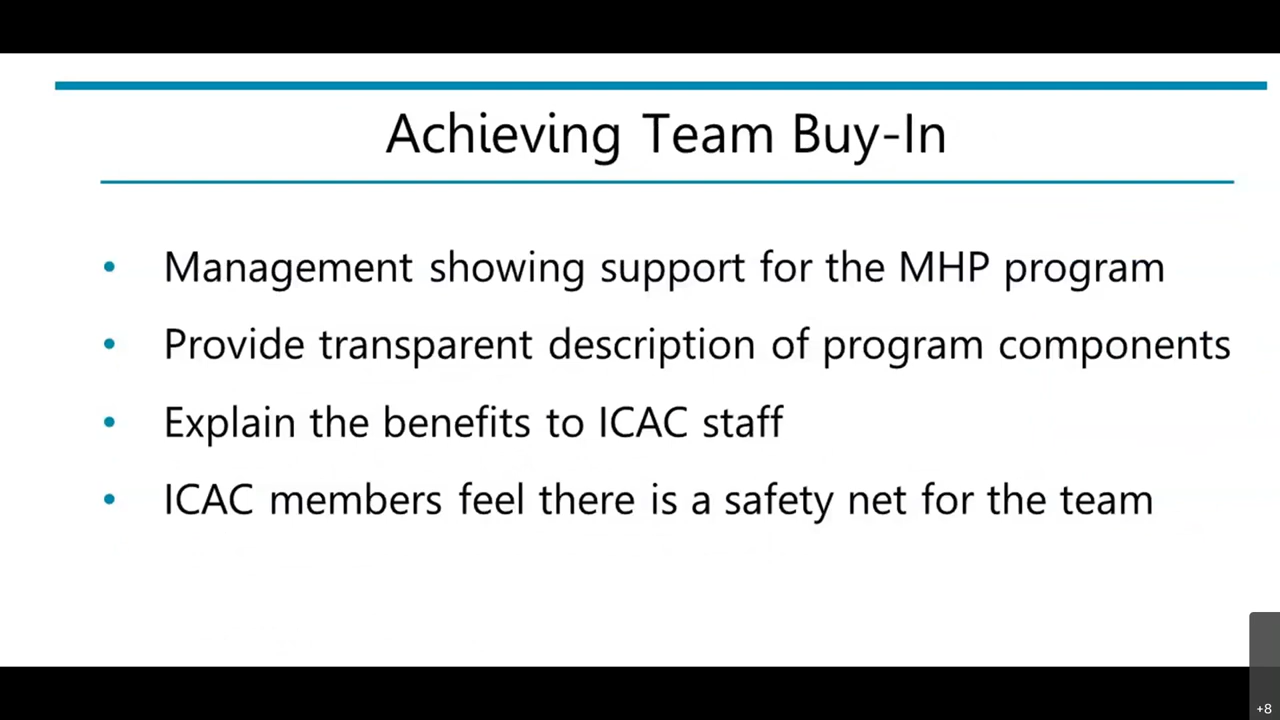 Achieving Team Buy-In
• Management showing support for the MHP program
• Provide transparent description of program components
• Explain the benefits to ICAC staff
• ICAC members feel there is a safety net for the team
+8